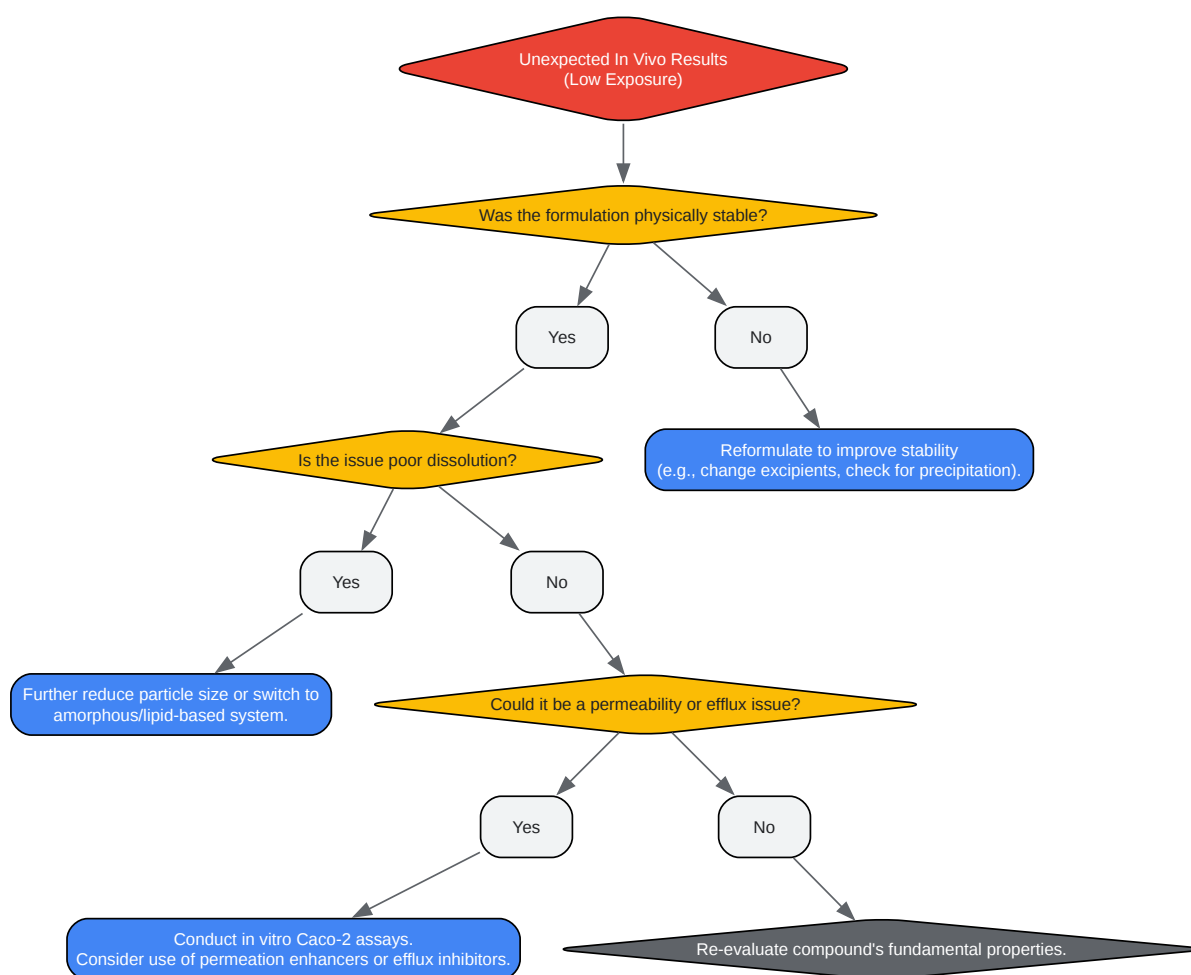 Unexpected In Vivo Results
(Low Exposure)
Was the formulation physically stable?
Yes
No
Reformulate to improve stability
(e.g., change excipients, check for precipitation).
Is the issue poor dissolution?
Yes
No
Further reduce particle size or switch to
amorphous/lipid-based system.
Could it be a permeability or efflux issue?
Yes
No
Conduct in vitro Caco-2 assays.
Consider use of permeation enhancers or efflux inhibitors.
Re-evaluate compound's fundamental properties.